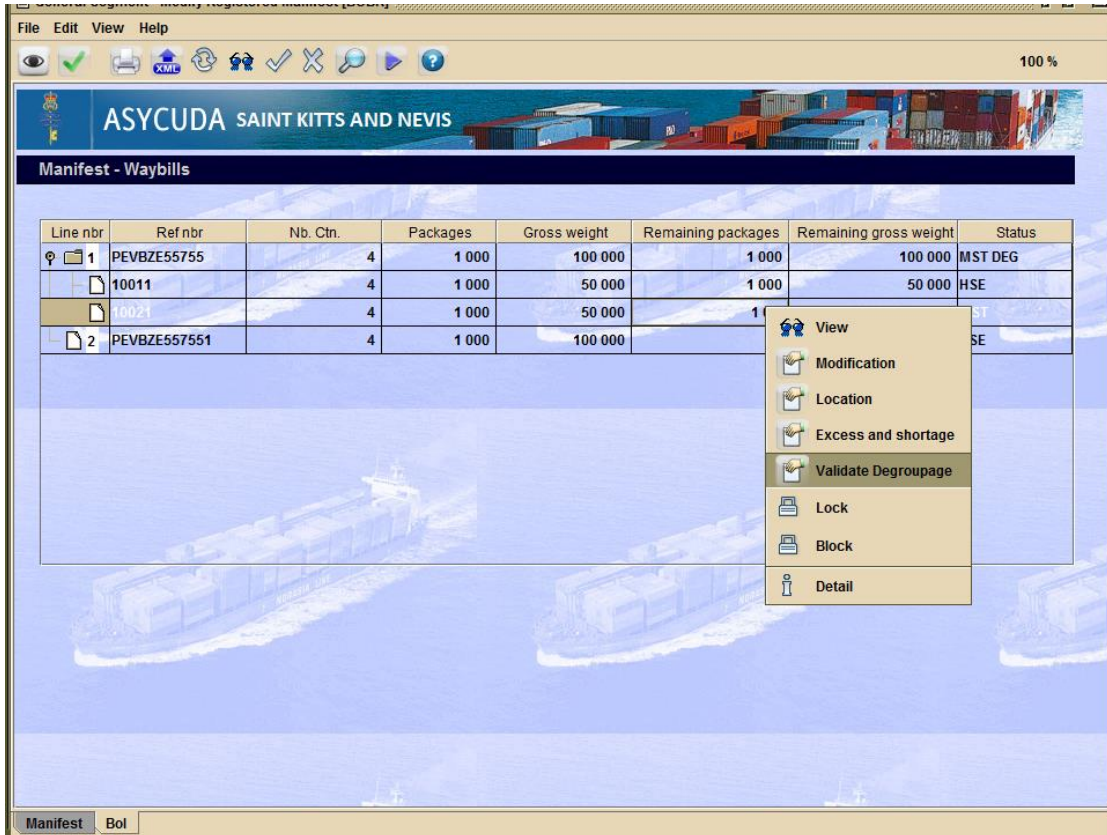 File Edit View Help
XML
100 %
ASYCUDA SAINT KITTS AND NEVIS
Manifest - Waybills
Line nbr Ref nbr Nb. Ctn. Packages Gross weight Remaining packages Remaining gross weight Status
1 PEVBZE55755 4 1 000 100 000 1 000 100 000 MST DEG
10011 4 1 000 50 000 1 000 50 000 HSE
10021 4 1 000 50 000
2 PEVBZE557551 4 1 000 100 000
View
Modification
Location
Excess and shortage
Validate Degroupage
Lock
Block
Detail
Manifest Bol